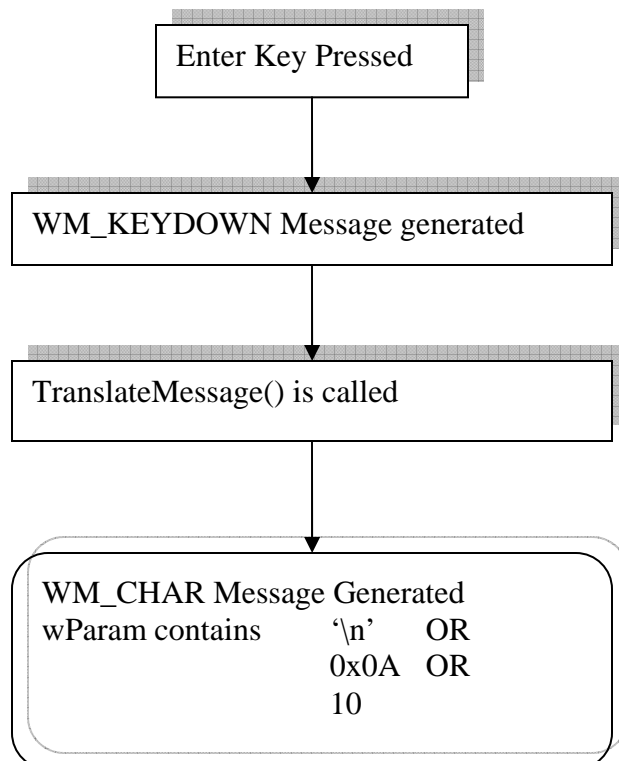 Enter Key Pressed
WM_KEYDOWN Message generated
TranslateMessage() is called
WM_CHAR Message Generated
wParam contains ‘\n’ OR
0x0A OR
10